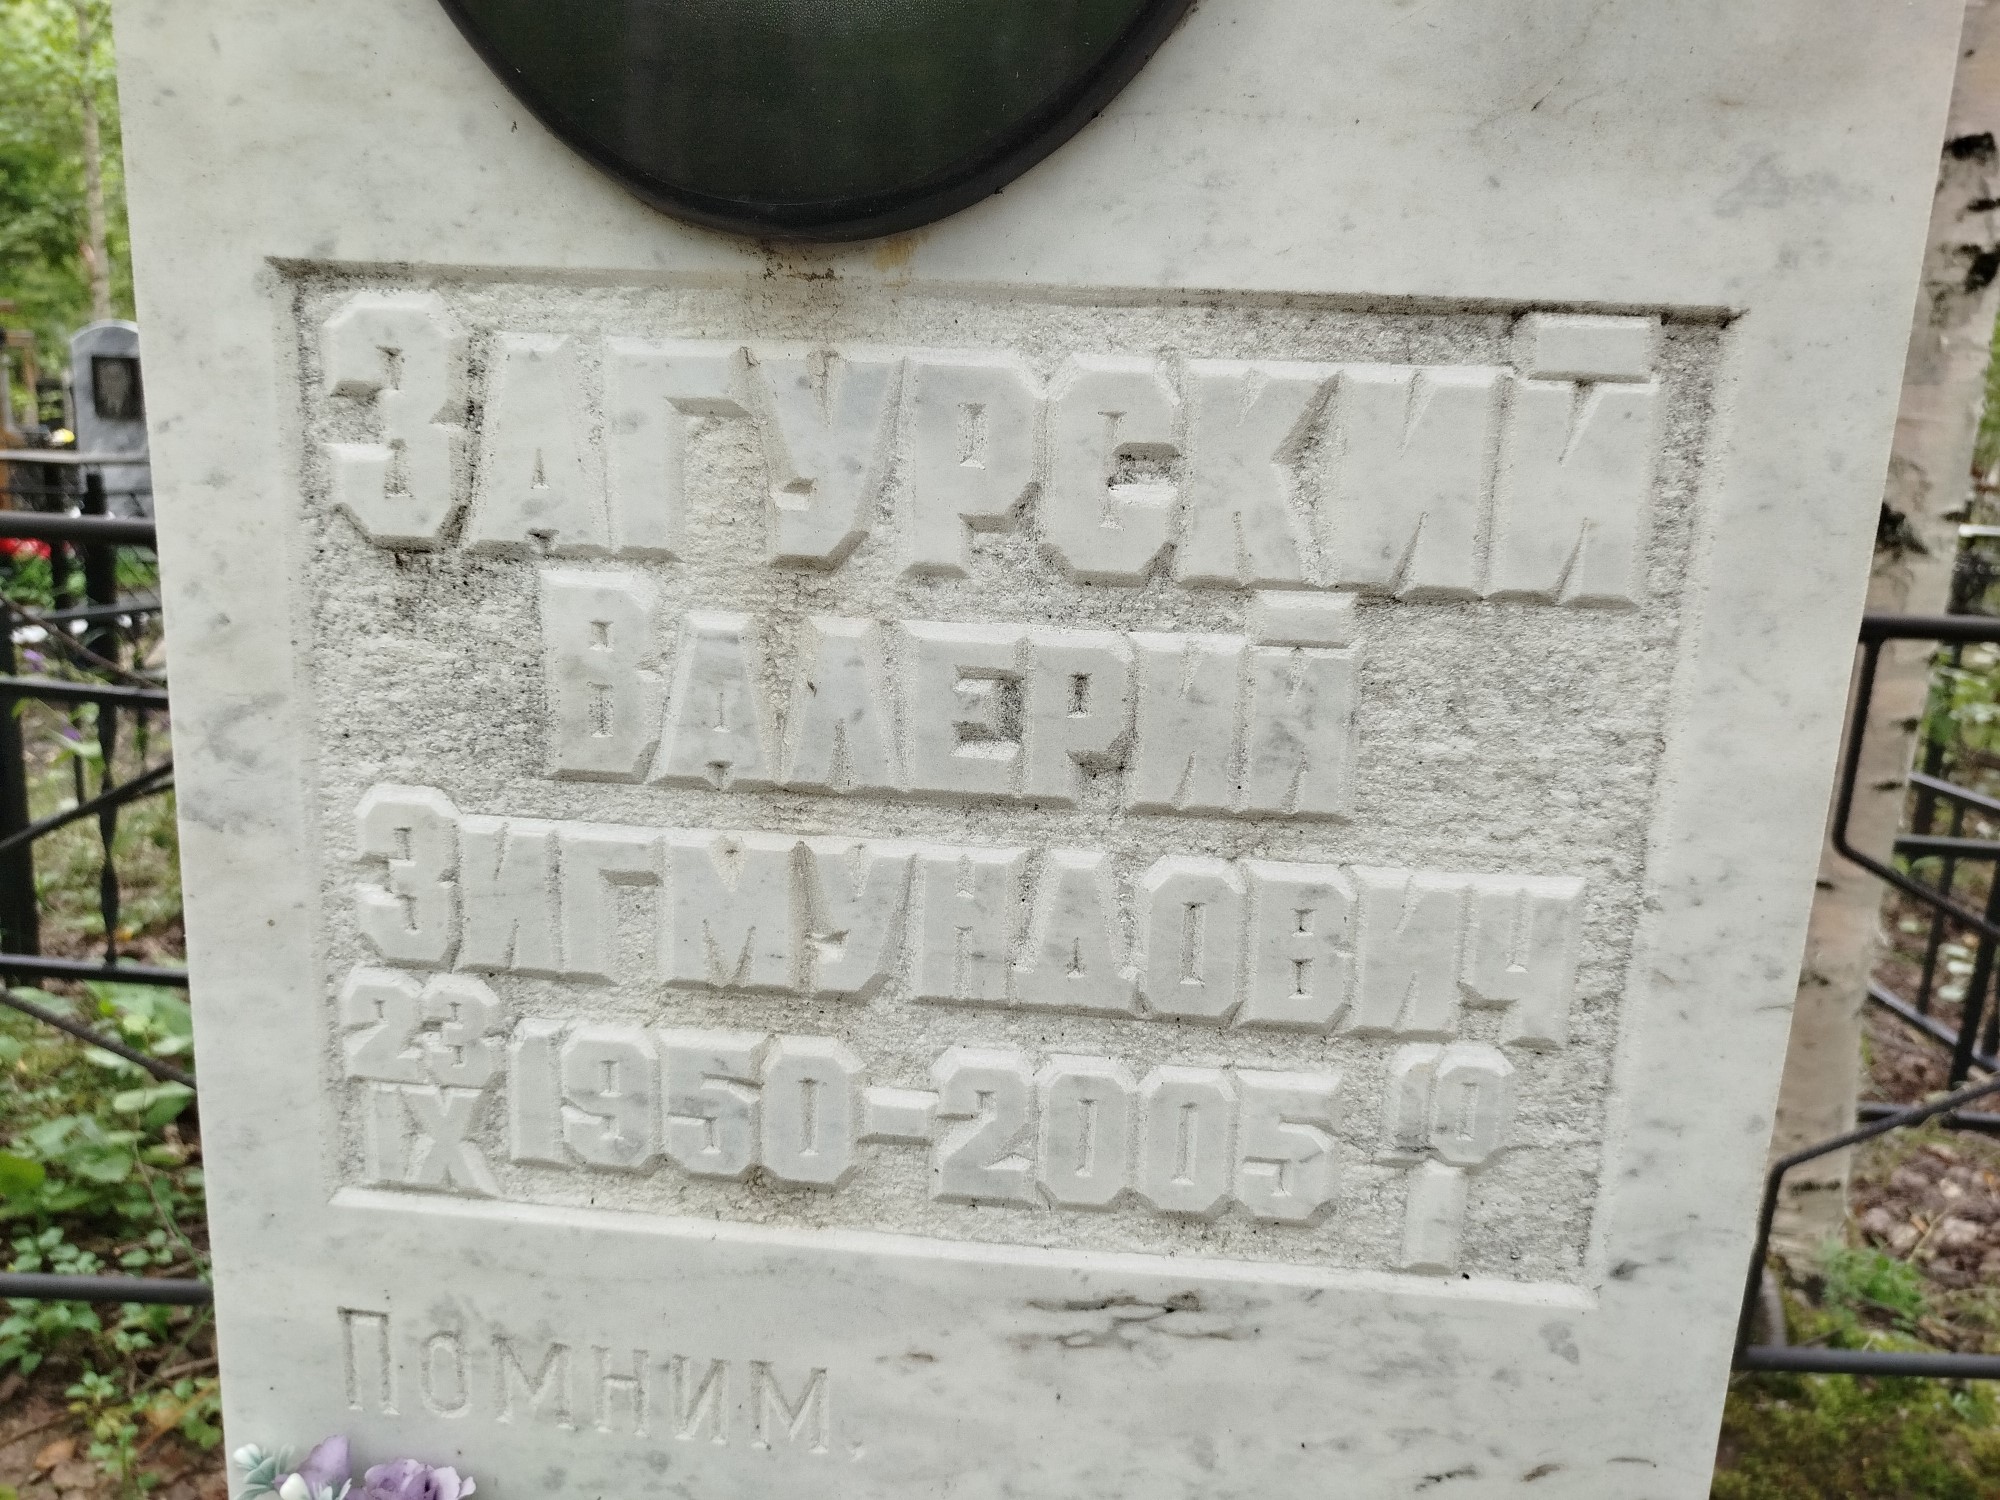 Загурский
Валерий
Зигмундович
23 IX 1950-2005 10 I
Помним,